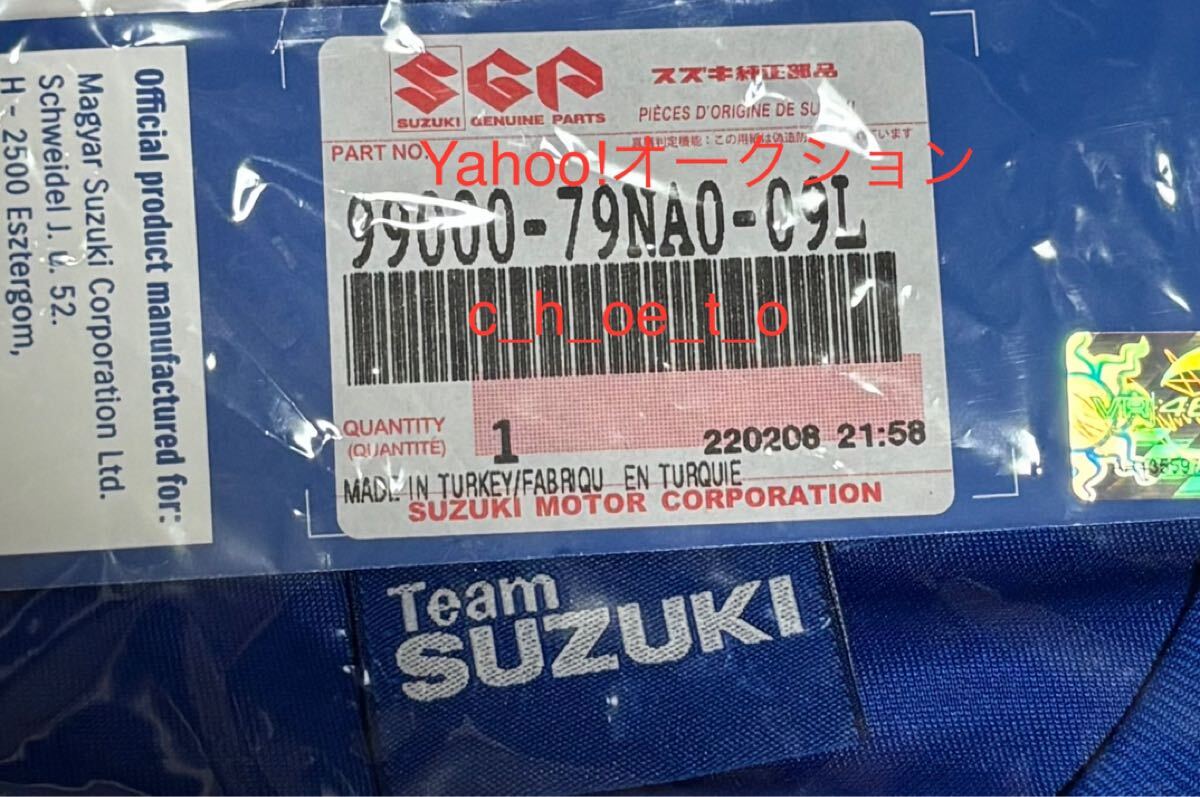 Official product manufactured for:
Magyar Suzuki Corporation Ltd.
Schweidel J. u. 52.
H - 2500 Esztergom,
SGP
スズキ純正部品
SUZUKI GENUINE PARTS
PIÈCES D'ORIGINE DE SUZUKI
PART NO.
Yahoo!オークション
99000-79NA0-09L
c_h_oe_t_o
QUANTITY
(QUANTITÉ)
1
220208 21:58
MADE IN TURKEY/FABRIQU EN TURQUIE
SUZUKI MOTOR CORPORATION
Team
SUZUKI